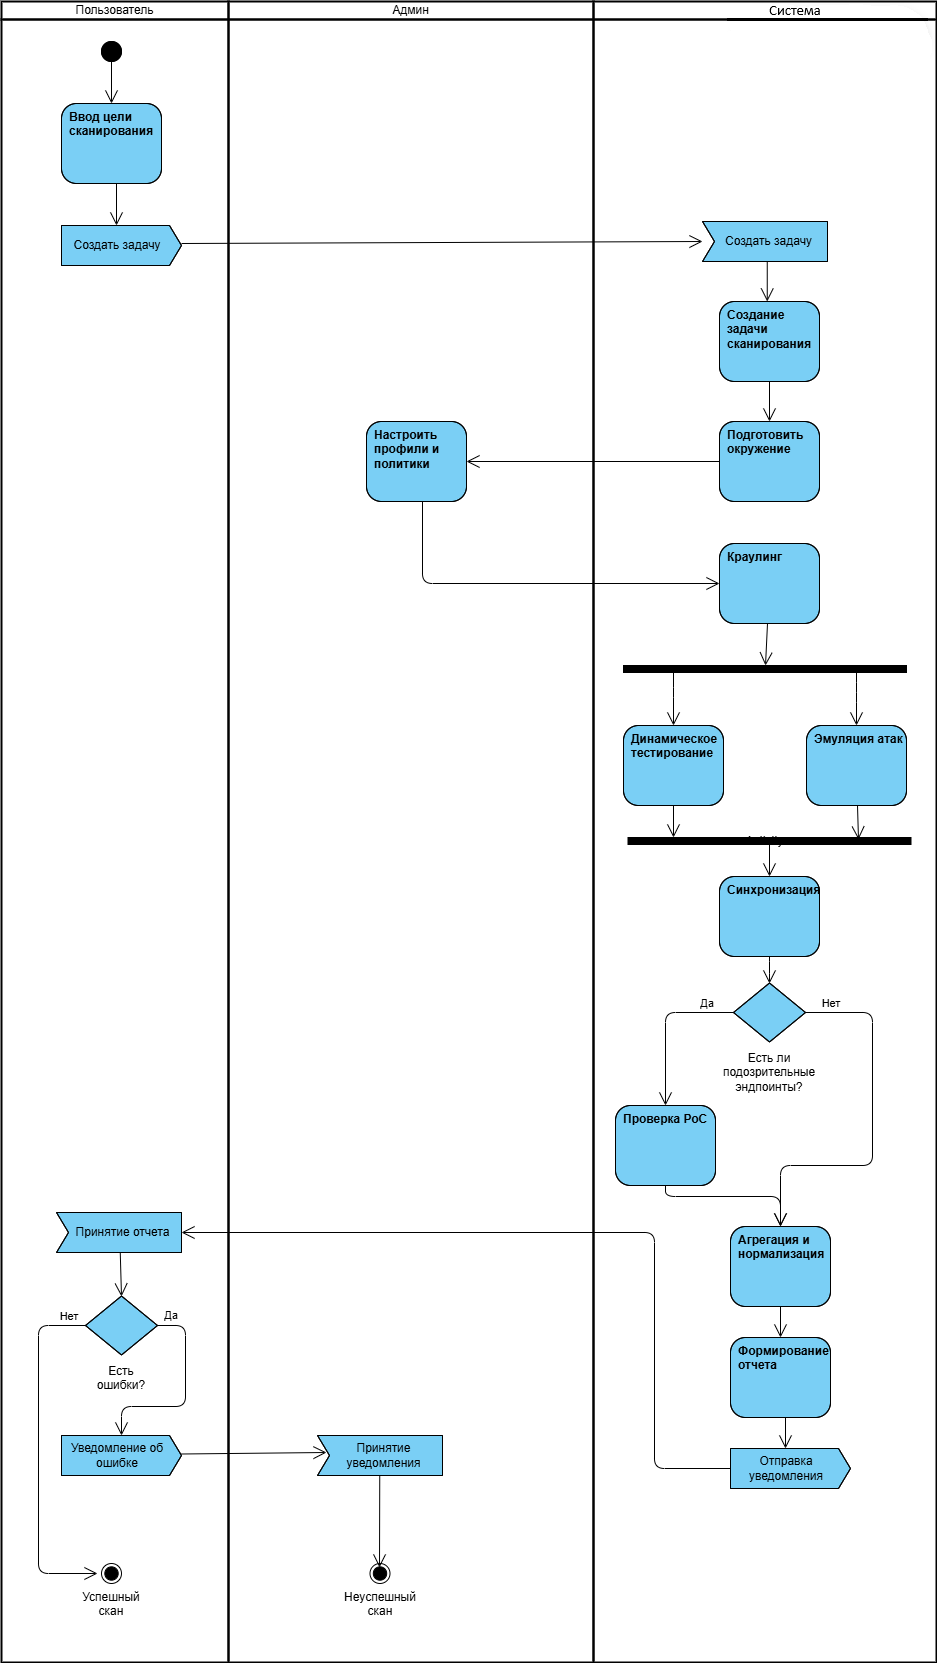 Пользователь
Админ
Система
Ввод цели
сканирования
Создать задачу
Создать задачу
Создание
задачи
сканирования
Настроить
профили и
политики
Подготовить
окружение
Краулинг
Динамическое
тестирование
Эмуляция атак
Синхронизация
Да
Нет
Есть ли
подозрительные
эндпоинты?
Проверка PoC
Принятие отчета
Агрегация и
нормализация
Нет
Да
Есть
ошибки?
Формирование
отчета
Уведомление об
ошибке
Принятие
уведомления
Отправка
уведомления
Успешный
скан
Неуспешный
скан